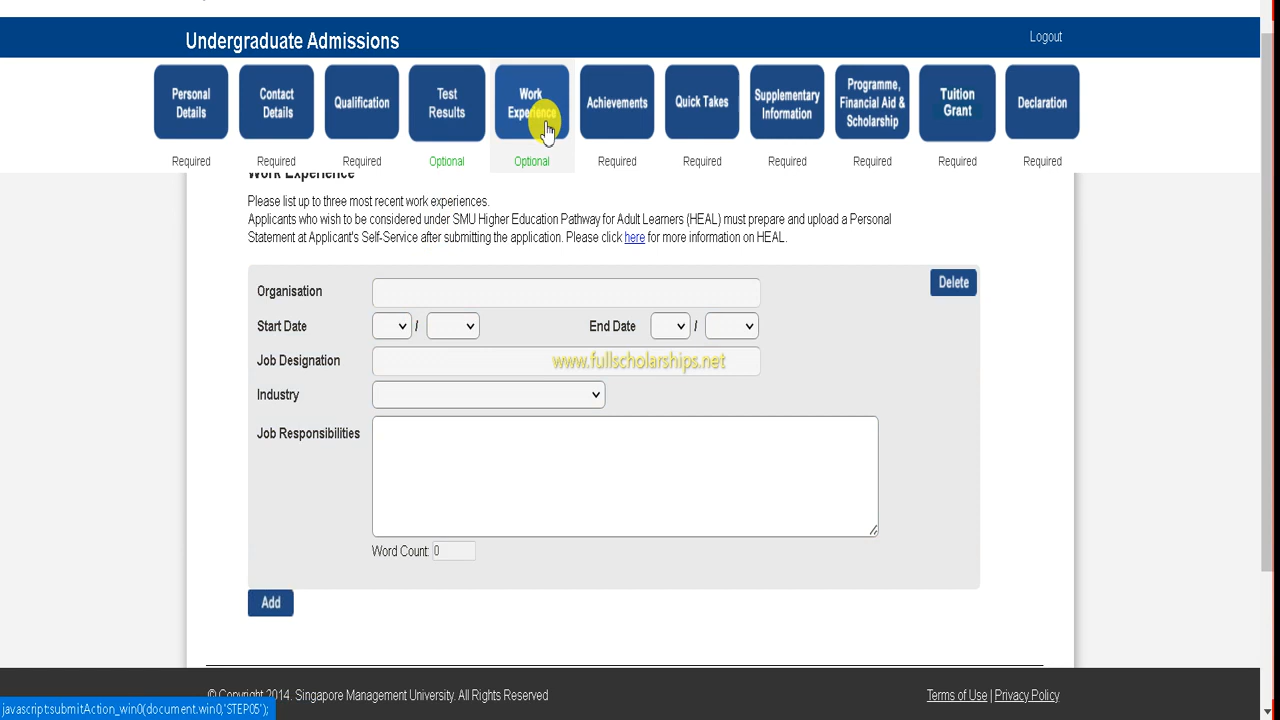 Undergraduate Admissions
Logout
Personal Details
Contact Details
Qualification
Test Results
Work Experience
Achievements
Quick Takes
Supplementary Information
Programme, Financial Aid & Scholarship
Tuition Grant
Declaration
Required
Required
Required
Optional
Optional
Required
Required
Required
Required
Required
Required
Work Experience
Please list up to three most recent work experiences.
Applicants who wish to be considered under SMU Higher Education Pathway for Adult Learners (HEAL) must prepare and upload a Personal
Statement at Applicant's Self-Service after submitting the application. Please click here for more information on HEAL.
Organisation
Delete
Start Date / End Date /
Job Designation
www.fullscholarships.net
Industry
Job Responsibilities
Word Count: 0
Add
© Copyright 2014. Singapore Management University. All Rights Reserved
Terms of Use | Privacy Policy
javascript:submitAction_win0(document.win0,'STEP05');